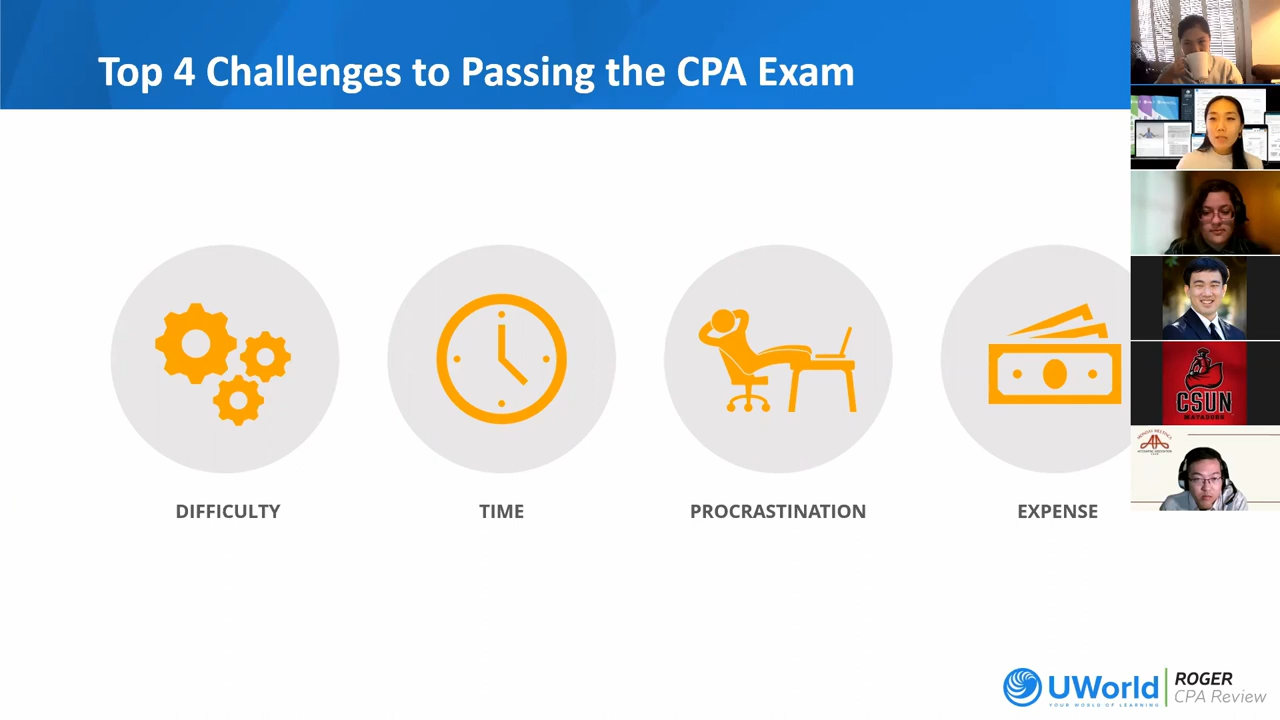 Top 4 Challenges to Passing the CPA Exam
DIFFICULTY
TIME
PROCRASTINATION
EXPENSE
CSUN
MATADORS
UWorld
YOUR WORLD OF LEARNING
ROGER
CPA Review